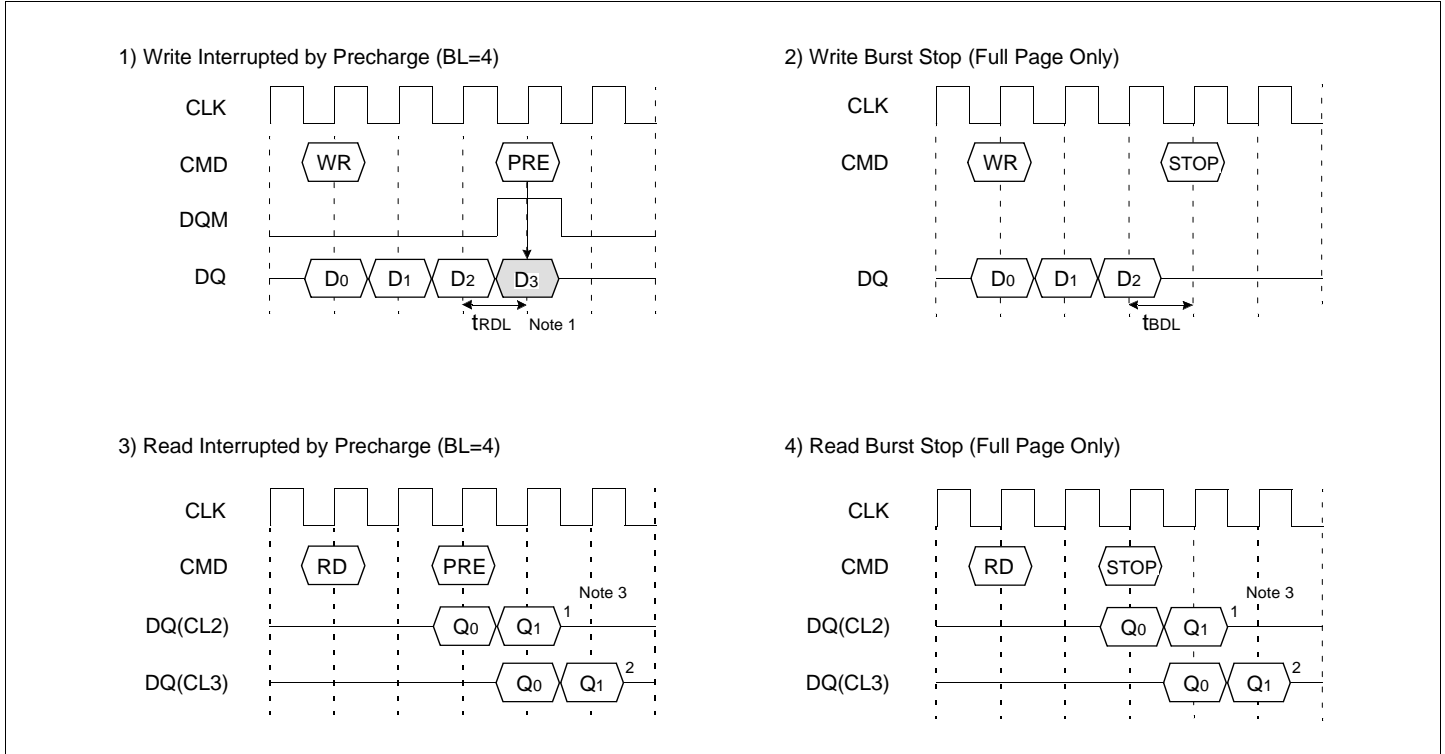 1) Write Interrupted by Precharge (BL=4)
CLK
CMD WR PRE
DQM
DQ D0 D1 D2 D3
tRDL Note 1
2) Write Burst Stop (Full Page Only)
CLK
CMD WR STOP
DQ D0 D1 D2
tBDL
3) Read Interrupted by Precharge (BL=4)
CLK
CMD RD PRE
Note 3
DQ(CL2) Q0 Q1 1
DQ(CL3) Q0 Q1 2
4) Read Burst Stop (Full Page Only)
CLK
CMD RD STOP
Note 3
DQ(CL2) Q0 Q1 1
DQ(CL3) Q0 Q1 2